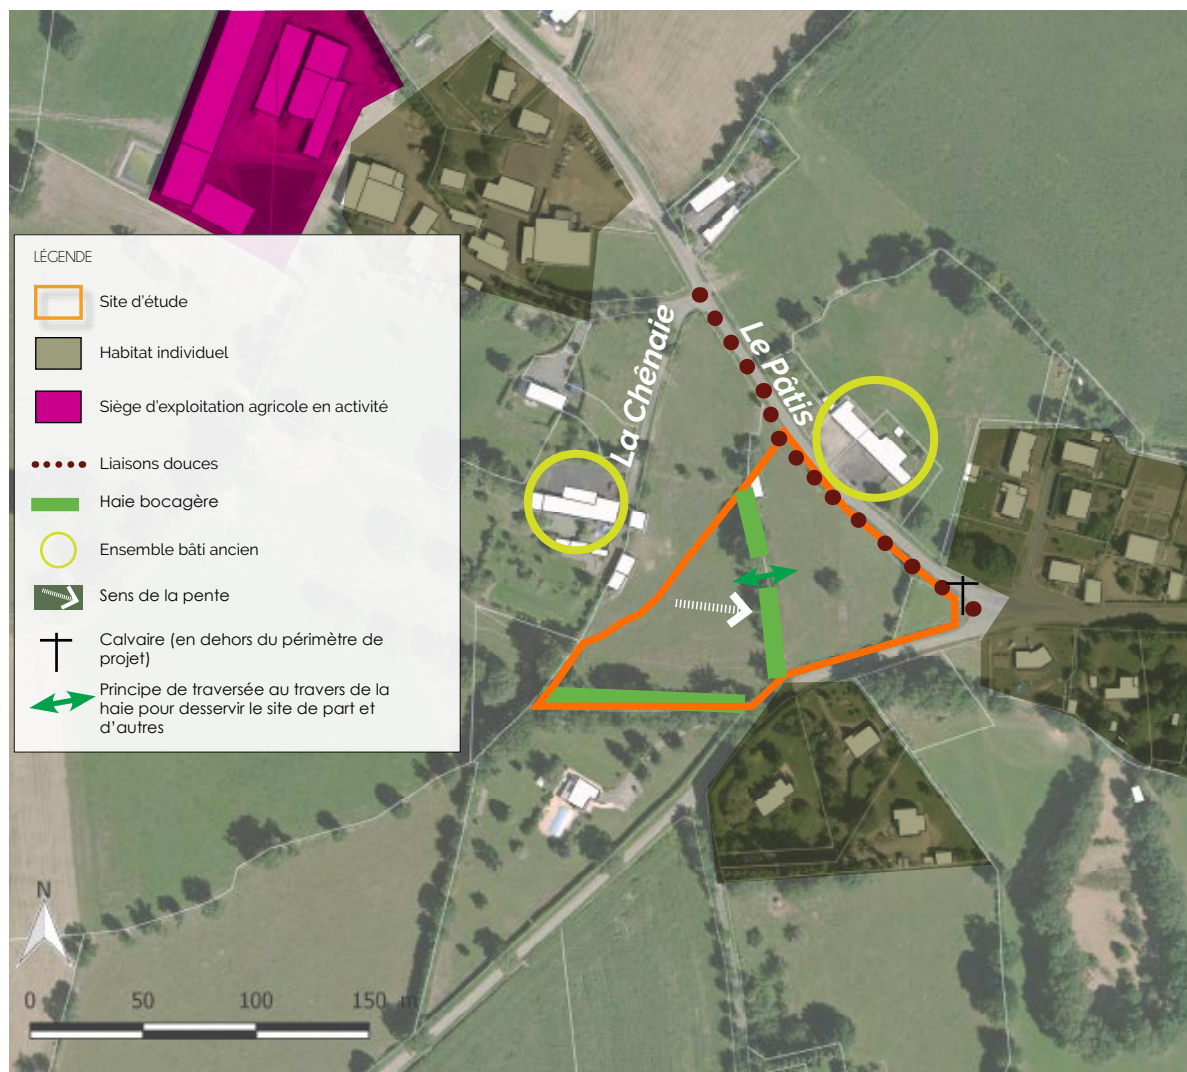 LÉGENDE
Site d'étude
Habitat individuel
Siège d'exploitation agricole en activité
Liaisons douces
Haie bocagère
Ensemble bâti ancien
Sens de la pente
Calvaire (en dehors du périmètre de
projet)
Principe de traversée au travers de la
haie pour desservir le site de part et
d'autres
La Chênaie
Le Pâtis
N
0 50 100 150 m